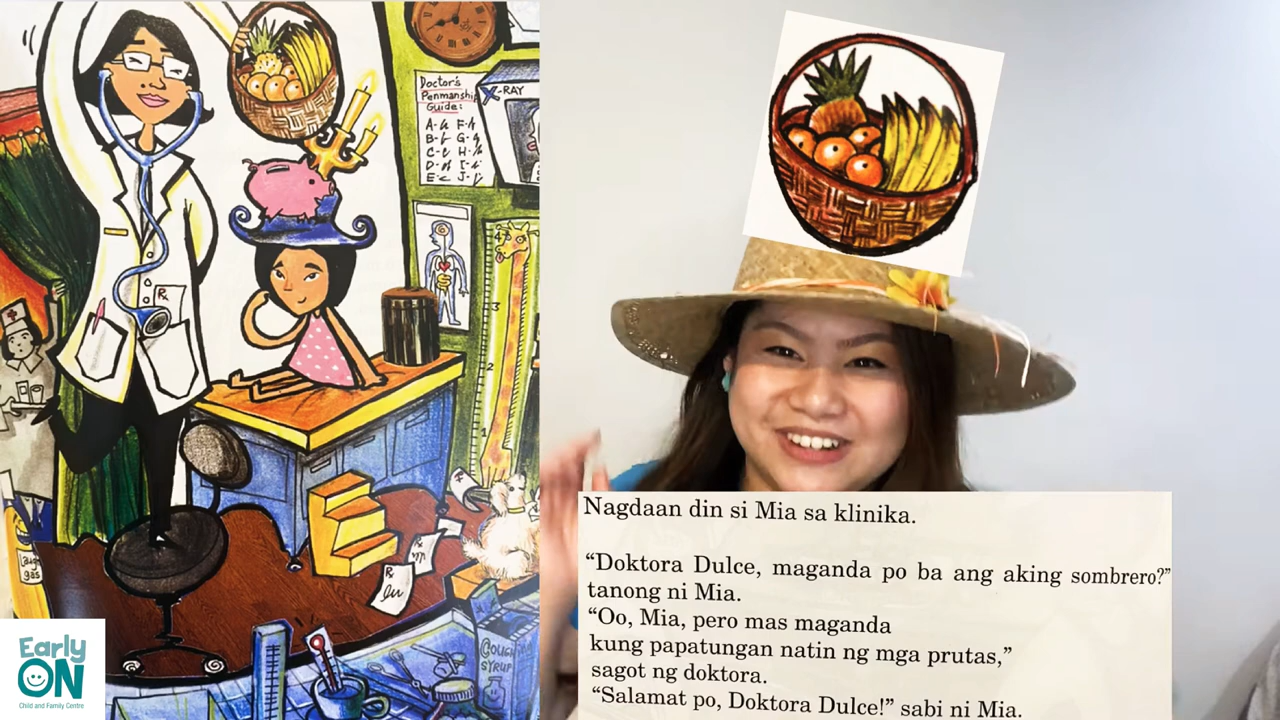 Doctor's
Penmanship
Guide:
X-RAY
COUGH
SYRUP
Early
ON
Child and Family Centre
Nagdaan din si Mia sa klinika.
“Doktora Dulce, maganda po ba ang aking sombrero?”
tanong ni Mia.
“Oo, Mia, pero mas maganda
kung papatungan natin ng mga prutas,”
sagot ng doktora.
“Salamat po, Doktora Dulce!” sabi ni Mia.